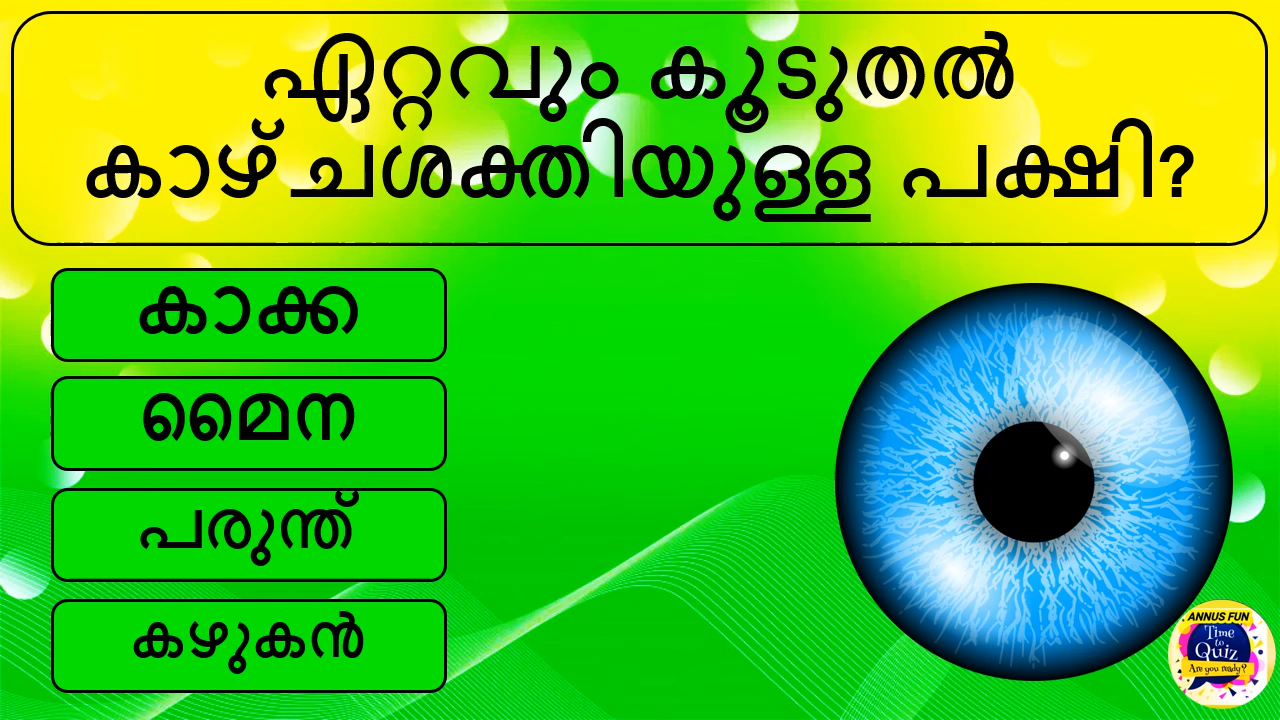 ഏറ്റവും കൂടുതൽ
കാഴ്ചശക്തിയുള്ള പക്ഷി?
കാക്ക
മൈന
പരുന്ത്
കഴുകൻ
ANNUS FUN
Time
to
Quiz
Are you ready?